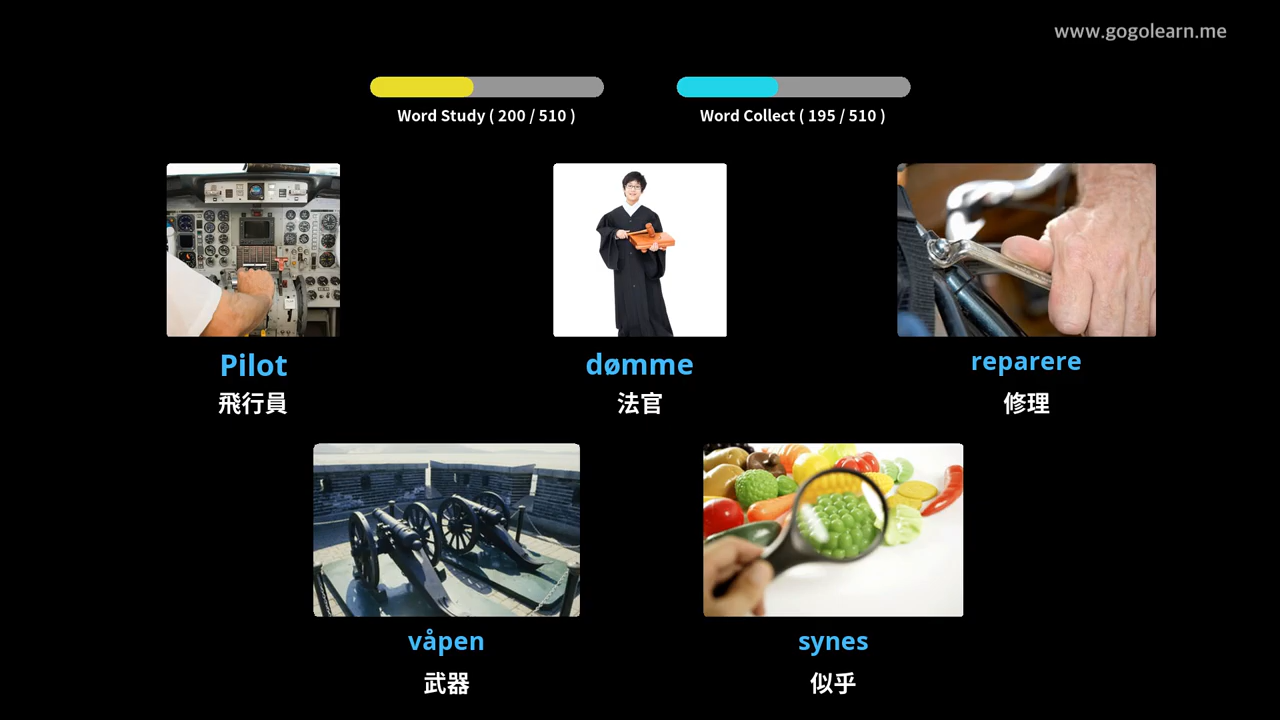 www.gogolearn.me
Word Study ( 200 / 510 )
Word Collect ( 195 / 510 )
Pilot
飛行員
dømme
法官
reparere
修理
våpen
武器
synes
似乎